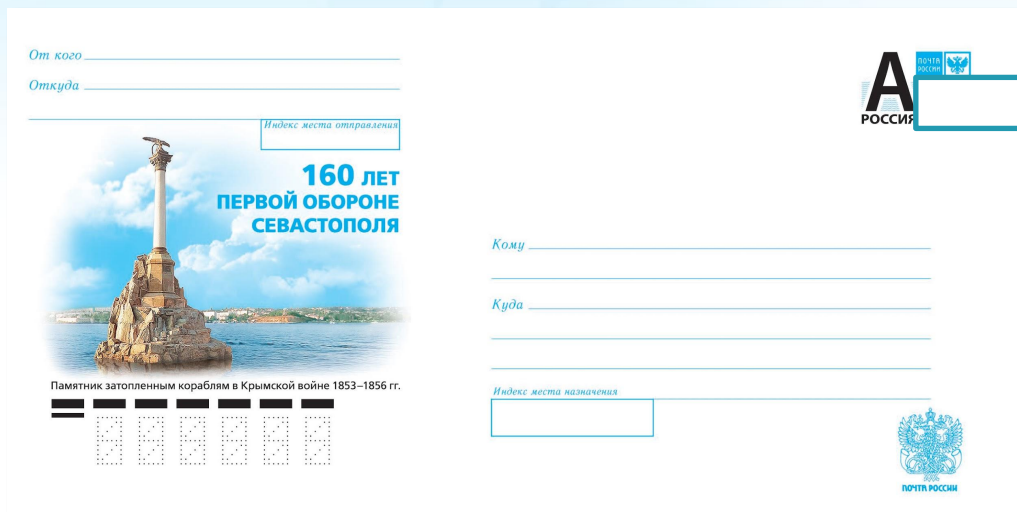 От кого
Откуда
Индекс места отправления
160 ЛЕТ
ПЕРВОЙ ОБОРОНЕ
СЕВАСТОПОЛЯ
Памятник затопленным кораблям в Крымской войне 1853–1856 гг.
ПОЧТА
РОССИИ
А
РОССИЯ
Кому
Куда
Индекс места назначения
ПОЧТА РОССИИ